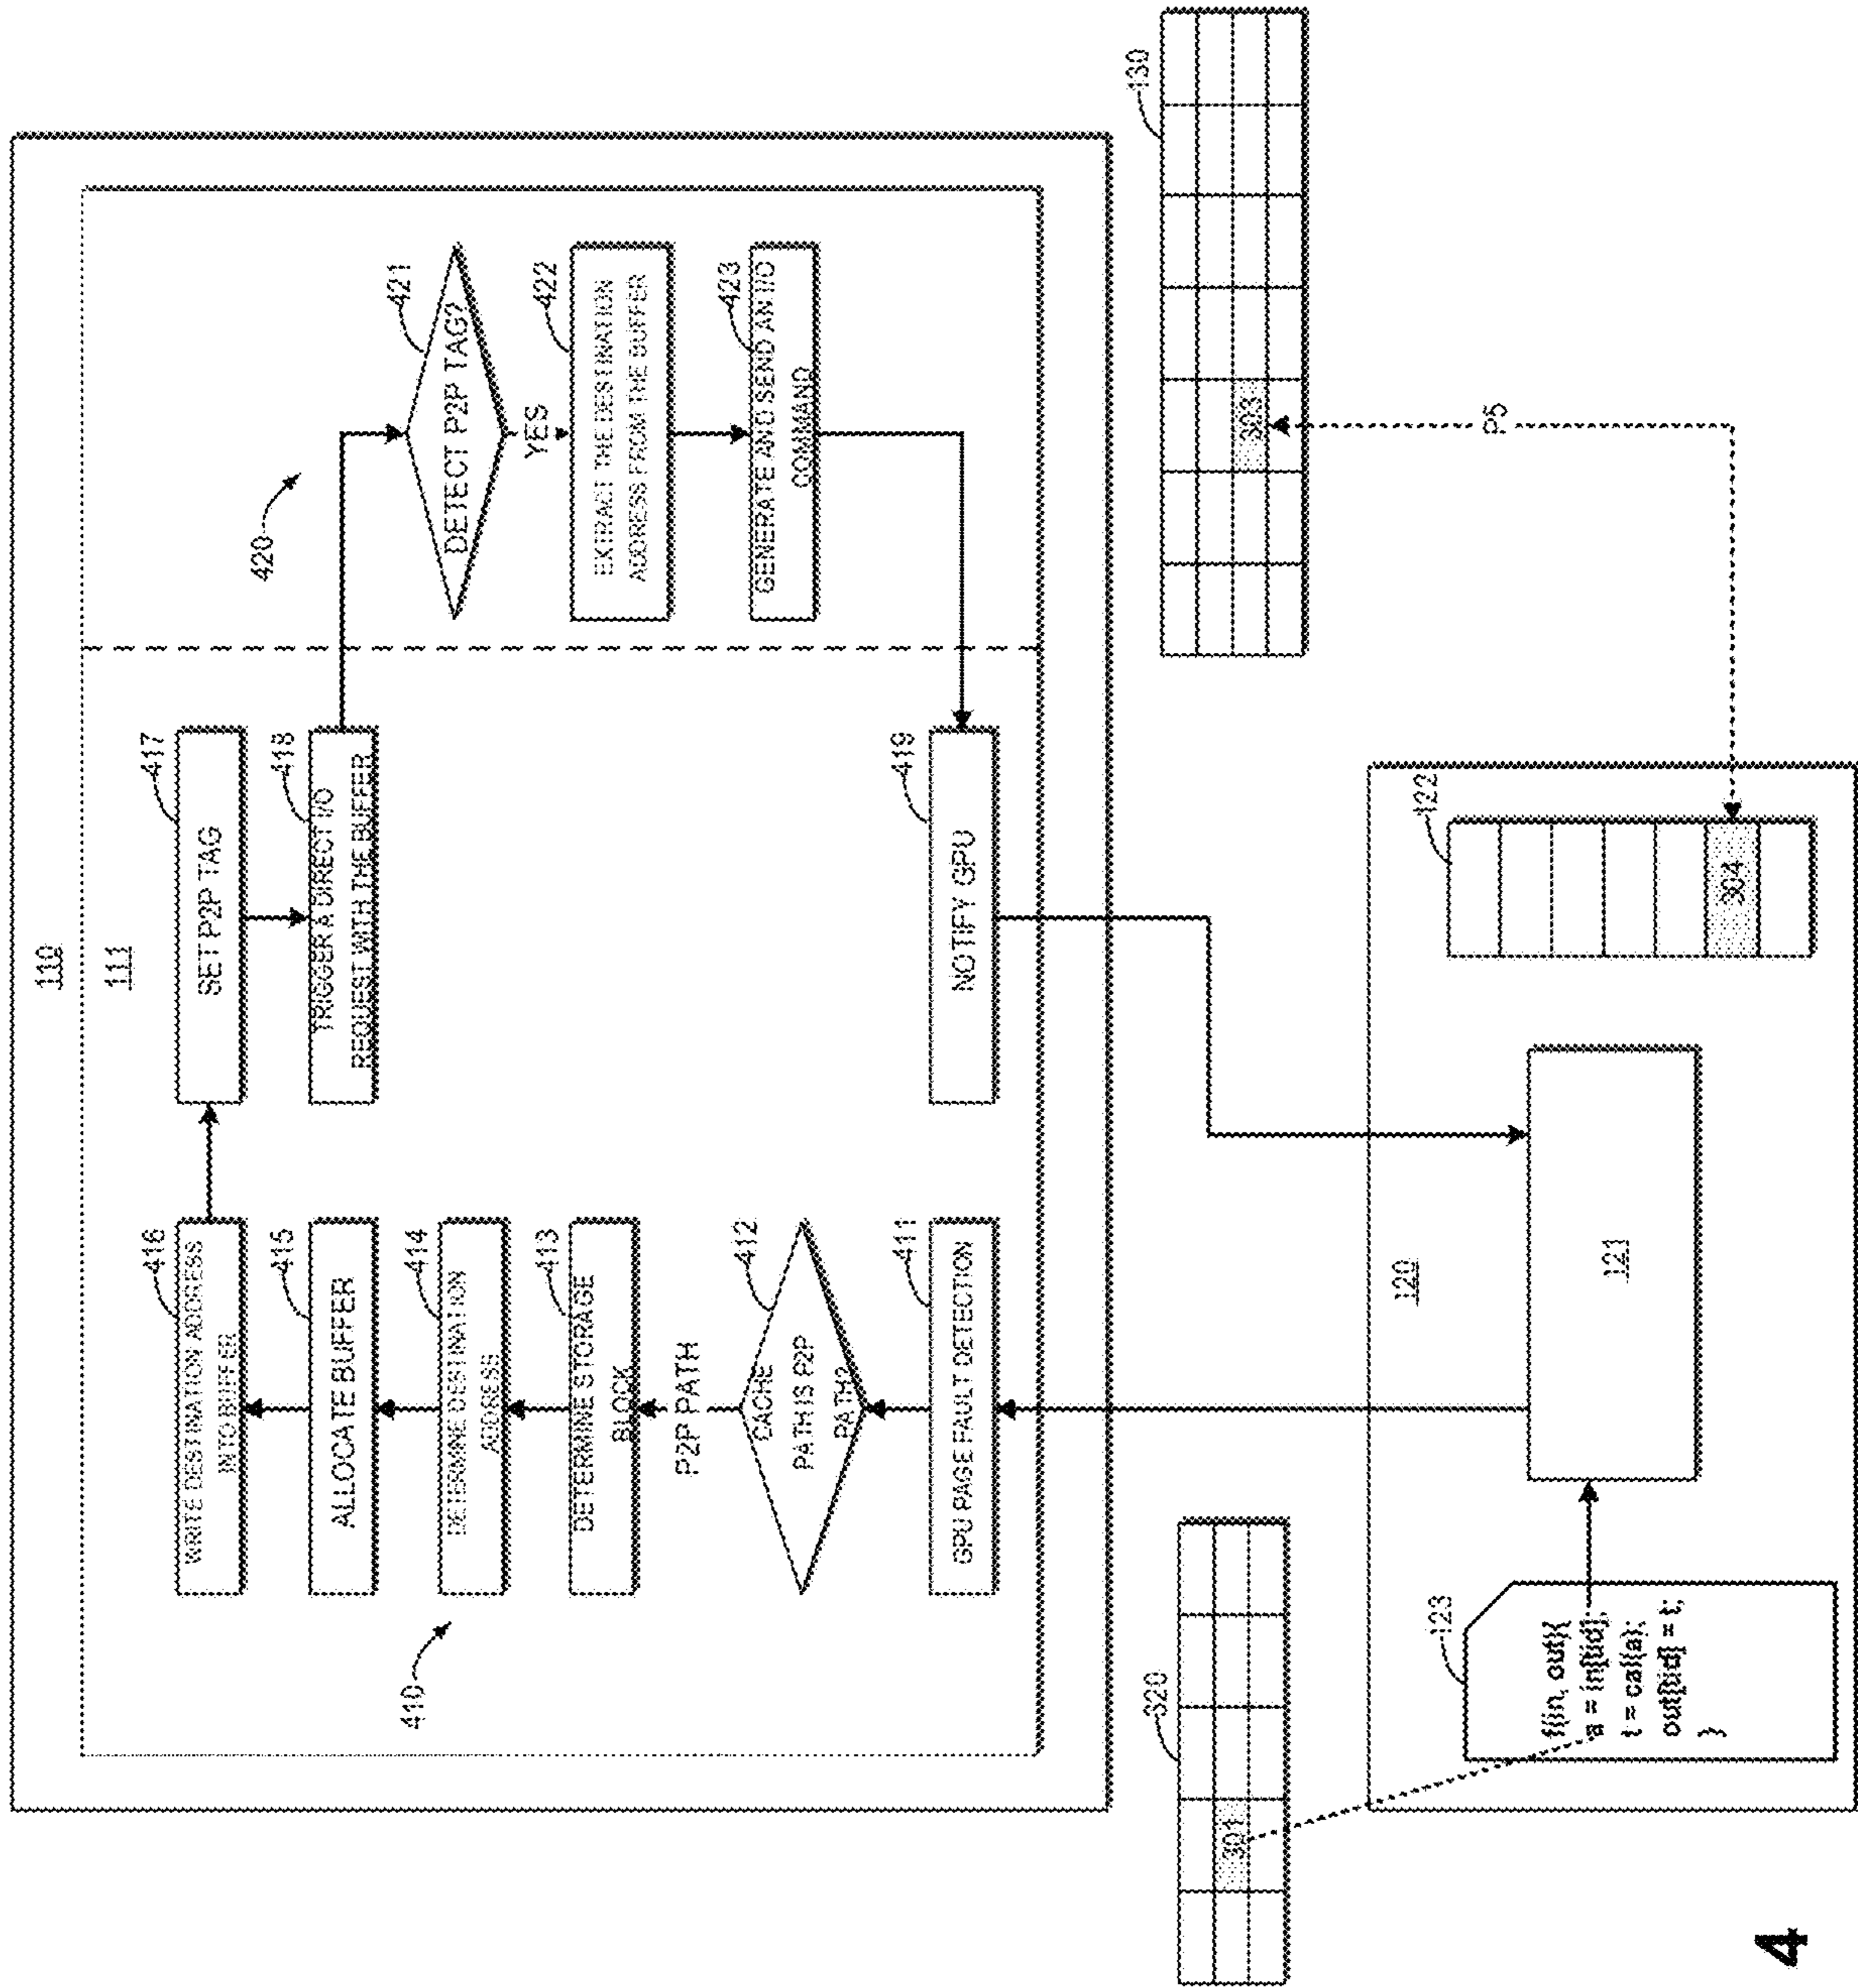 110
111
416
WRITE DESTINATION ADDRESS
INTO BUFFER
415
ALLOCATE BUFFER
414
DETERMINE DESTINATION
ADDRESS
413
DETERMINE STORAGE
BLOCK
P2P PATH
412
CACHE
PATH IS P2P
PATH?
411
GPU PAGE FAULT DETECTION
410
417
SET P2P TAG
418
TRIGGER A DIRECT I/O
REQUEST WITH THE BUFFER
419
NOTIFY GPU
420
421
DETECT P2P TAG?
YES
422
EXTRACT THE DESTINATION
ADDRESS FROM THE BUFFER
423
GENERATE AND SEND AN I/O
COMMAND
320
301
130
303
P5
120
123
f(in, out){
a = in[tid];
t = cal(a);
out[tid] = t;
}
121
122
304
4